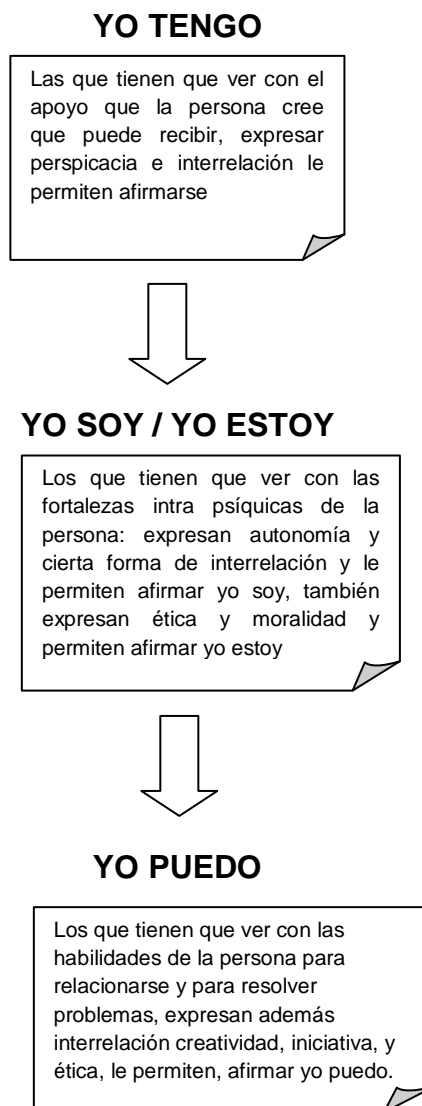 YO TENGO
Las que tienen que ver con el
apoyo que la persona cree
que puede recibir, expresar
perspicacia e interrelación le
permiten afirmarse
YO SOY / YO ESTOY
Los que tienen que ver con las
fortalezas intra psíquicas de la
persona: expresan autonomía y
cierta forma de interrelación y le
permiten afirmar yo soy, también
expresan ética y moralidad y
permiten afirmar yo estoy
YO PUEDO
Los que tienen que ver con las
habilidades de la persona para
relacionarse y para resolver
problemas, expresan además
interrelación creatividad, iniciativa, y
ética, le permiten, afirmar yo puedo.